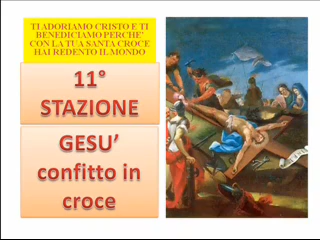 TI ADORIAMO CRISTO E TI
BENEDICIAMO PERCHE'
CON LA TUA SANTA CROCE
HAI REDENTO IL MONDO
11°
STAZIONE
GESU'
confitto in
croce